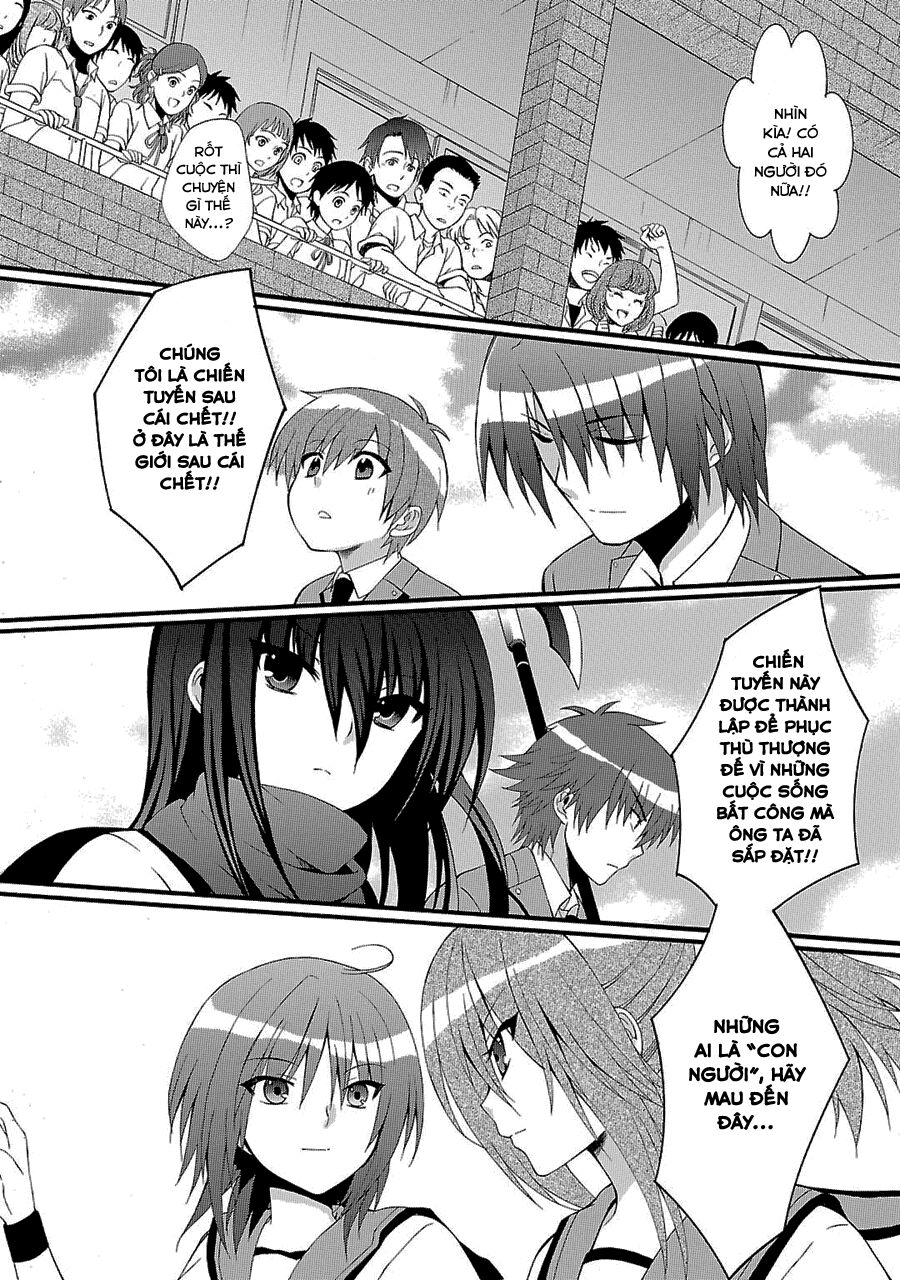 NHÌN
KÌA! CÓ
CẢ HAI
NGƯỜI ĐÓ
NỮA!!
RỐT
CUỘC THÌ
CHUYỆN
GÌ THẾ
NÀY...?
CHÚNG
TÔI LÀ CHIẾN
TUYẾN SAU
CÁI CHẾT!!
Ở ĐÂY LÀ THẾ
GIỚI SAU CÁI
CHẾT!!
CHIẾN
TUYẾN NÀY
ĐƯỢC THÀNH
LẬP ĐỂ PHỤC
THÙ THƯỢNG
ĐẾ VÌ NHỮNG
CUỘC SỐNG
BẤT CÔNG MÀ
ÔNG TA ĐÃ
SẮP ĐẶT!!
NHỮNG
AI LÀ "CON
NGƯỜI", HÃY
MAU ĐẾN
ĐÂY...